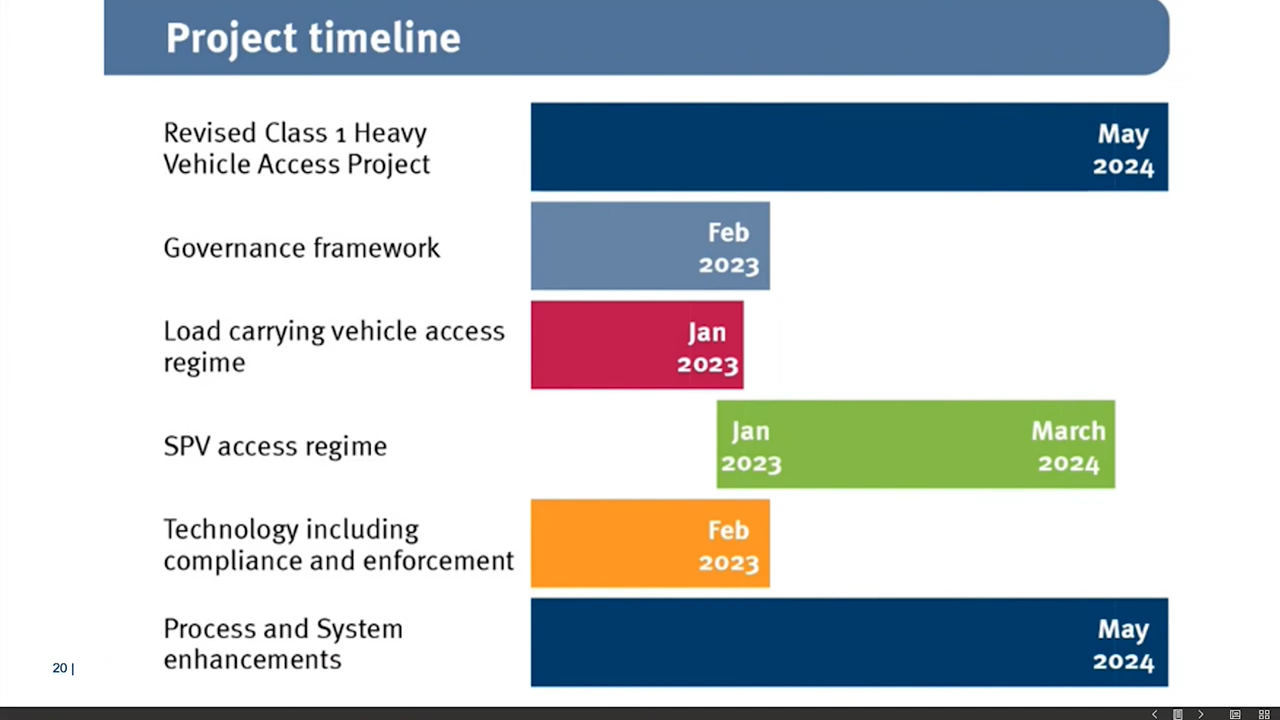 Project timeline
Revised Class 1 Heavy
Vehicle Access Project
May
2024
Governance framework
Feb
2023
Load carrying vehicle access
regime
Jan
2023
SPV access regime
Jan
2023
March
2024
Technology including
compliance and enforcement
Feb
2023
Process and System
enhancements
May
2024
20 |